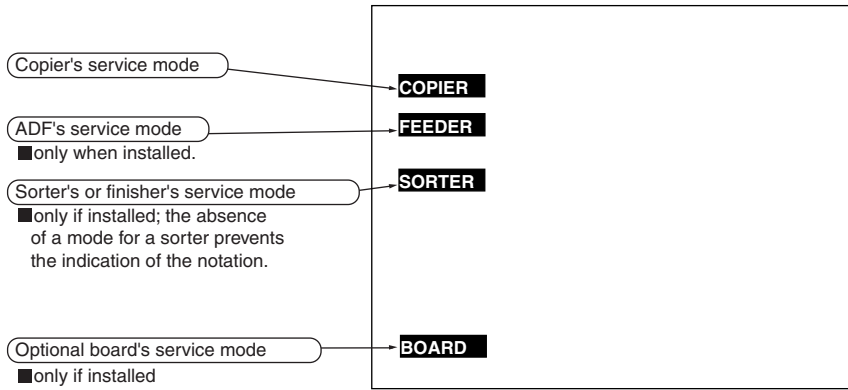 Copier's service mode
COPIER
ADF's service mode
FEEDER
■only when installed.
Sorter's or finisher's service mode
SORTER
■only if installed; the absence
of a mode for a sorter prevents
the indication of the notation.
Optional board's service mode
BOARD
■only if installed